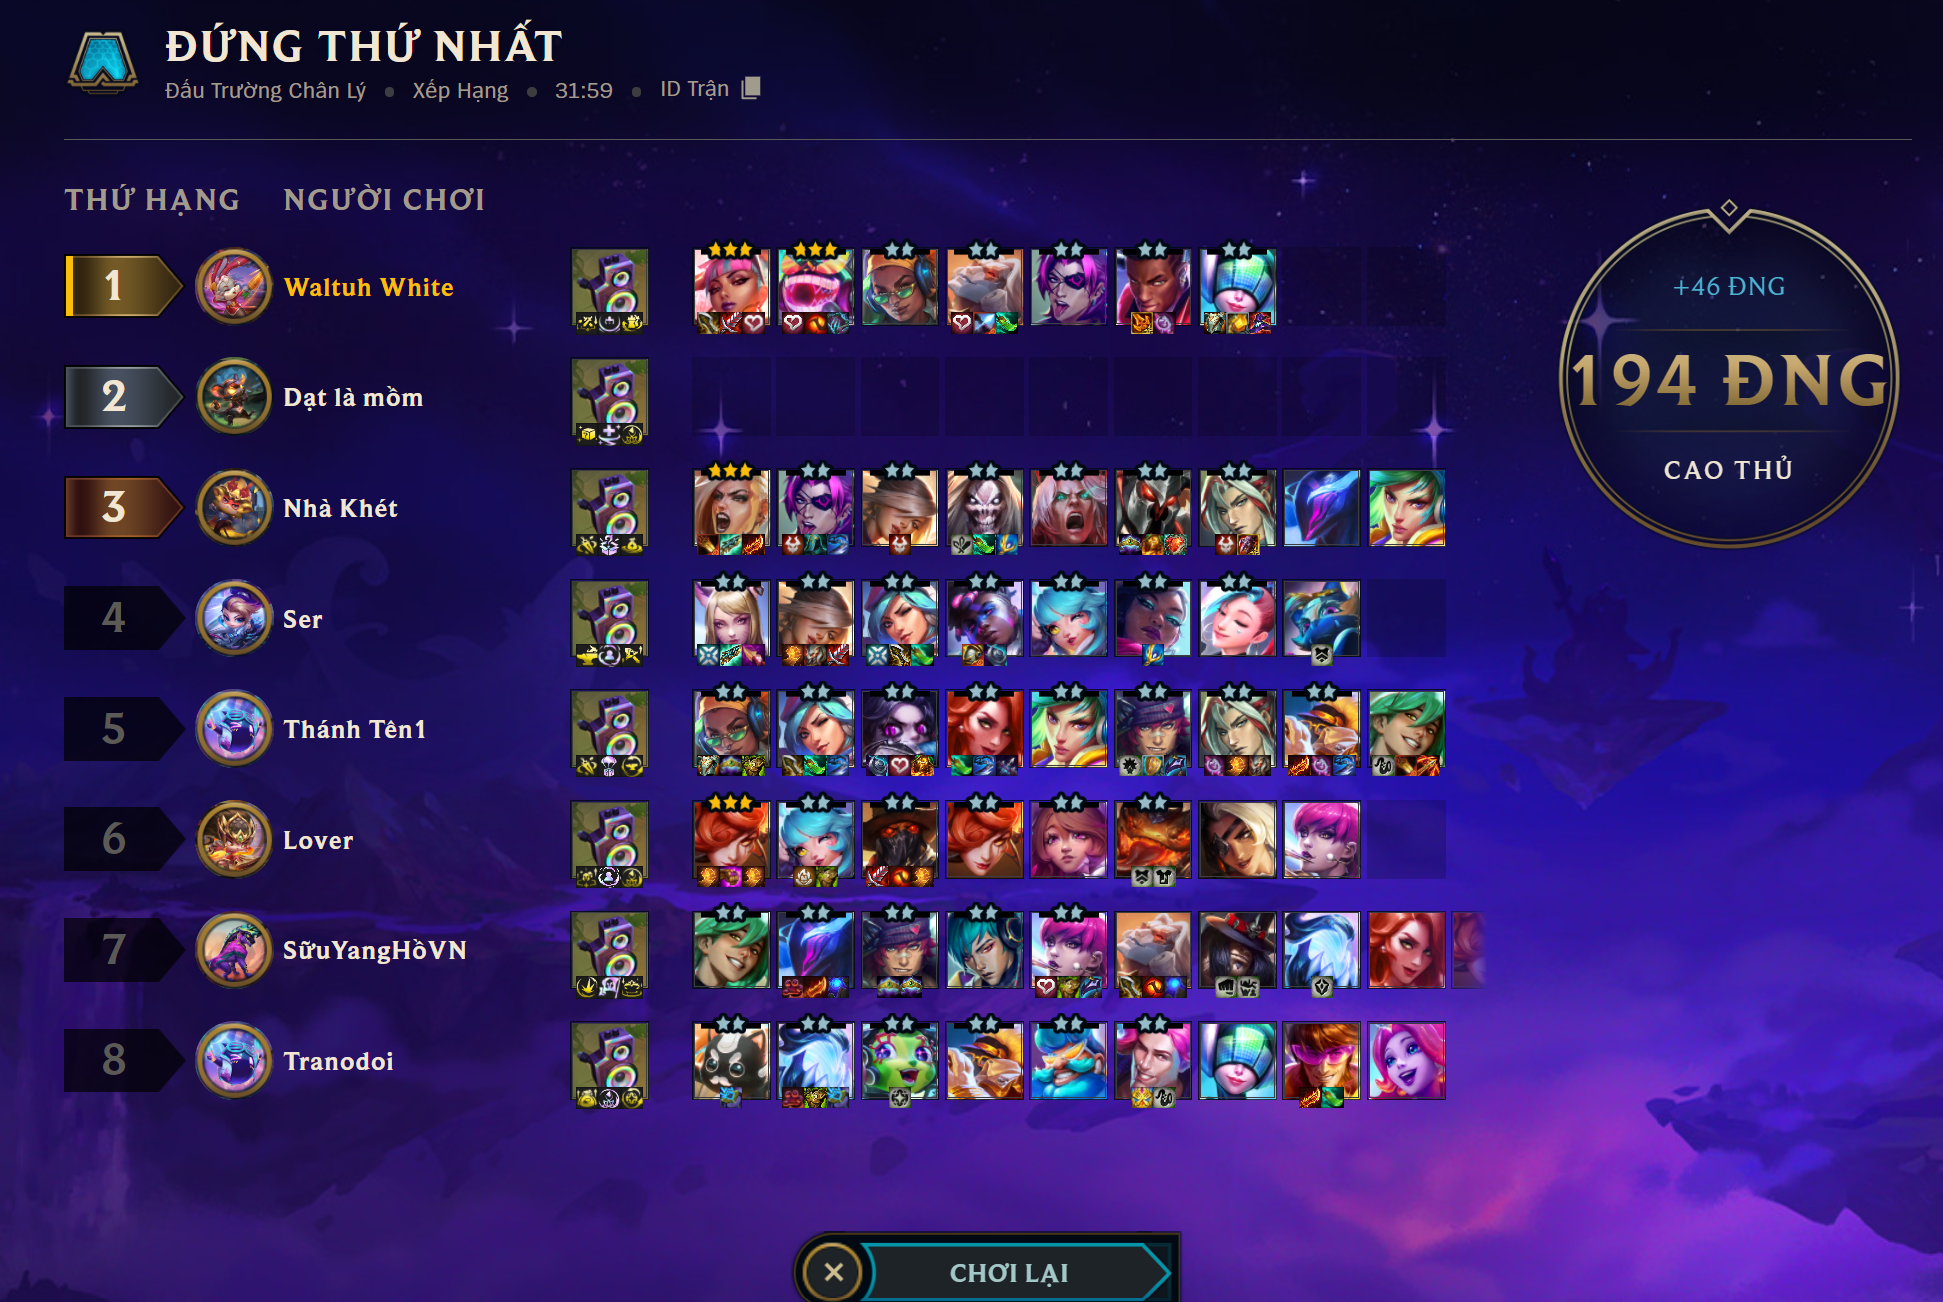 ĐỨNG THỨ NHẤT
Đấu Trường Chân Lý • Xếp Hạng • 31:59 • ID Trận
THỨ HẠNG NGƯỜI CHƠI
1 Waltuh White
+46 ĐNG
194 ĐNG
CAO THỦ
2 Dạt là mồm
3 Nhà Khét
4 Ser
5 Thánh Tên1
6 Lover
7 SữuYangHồVN
8 Tranodoi
CHƠI LẠI